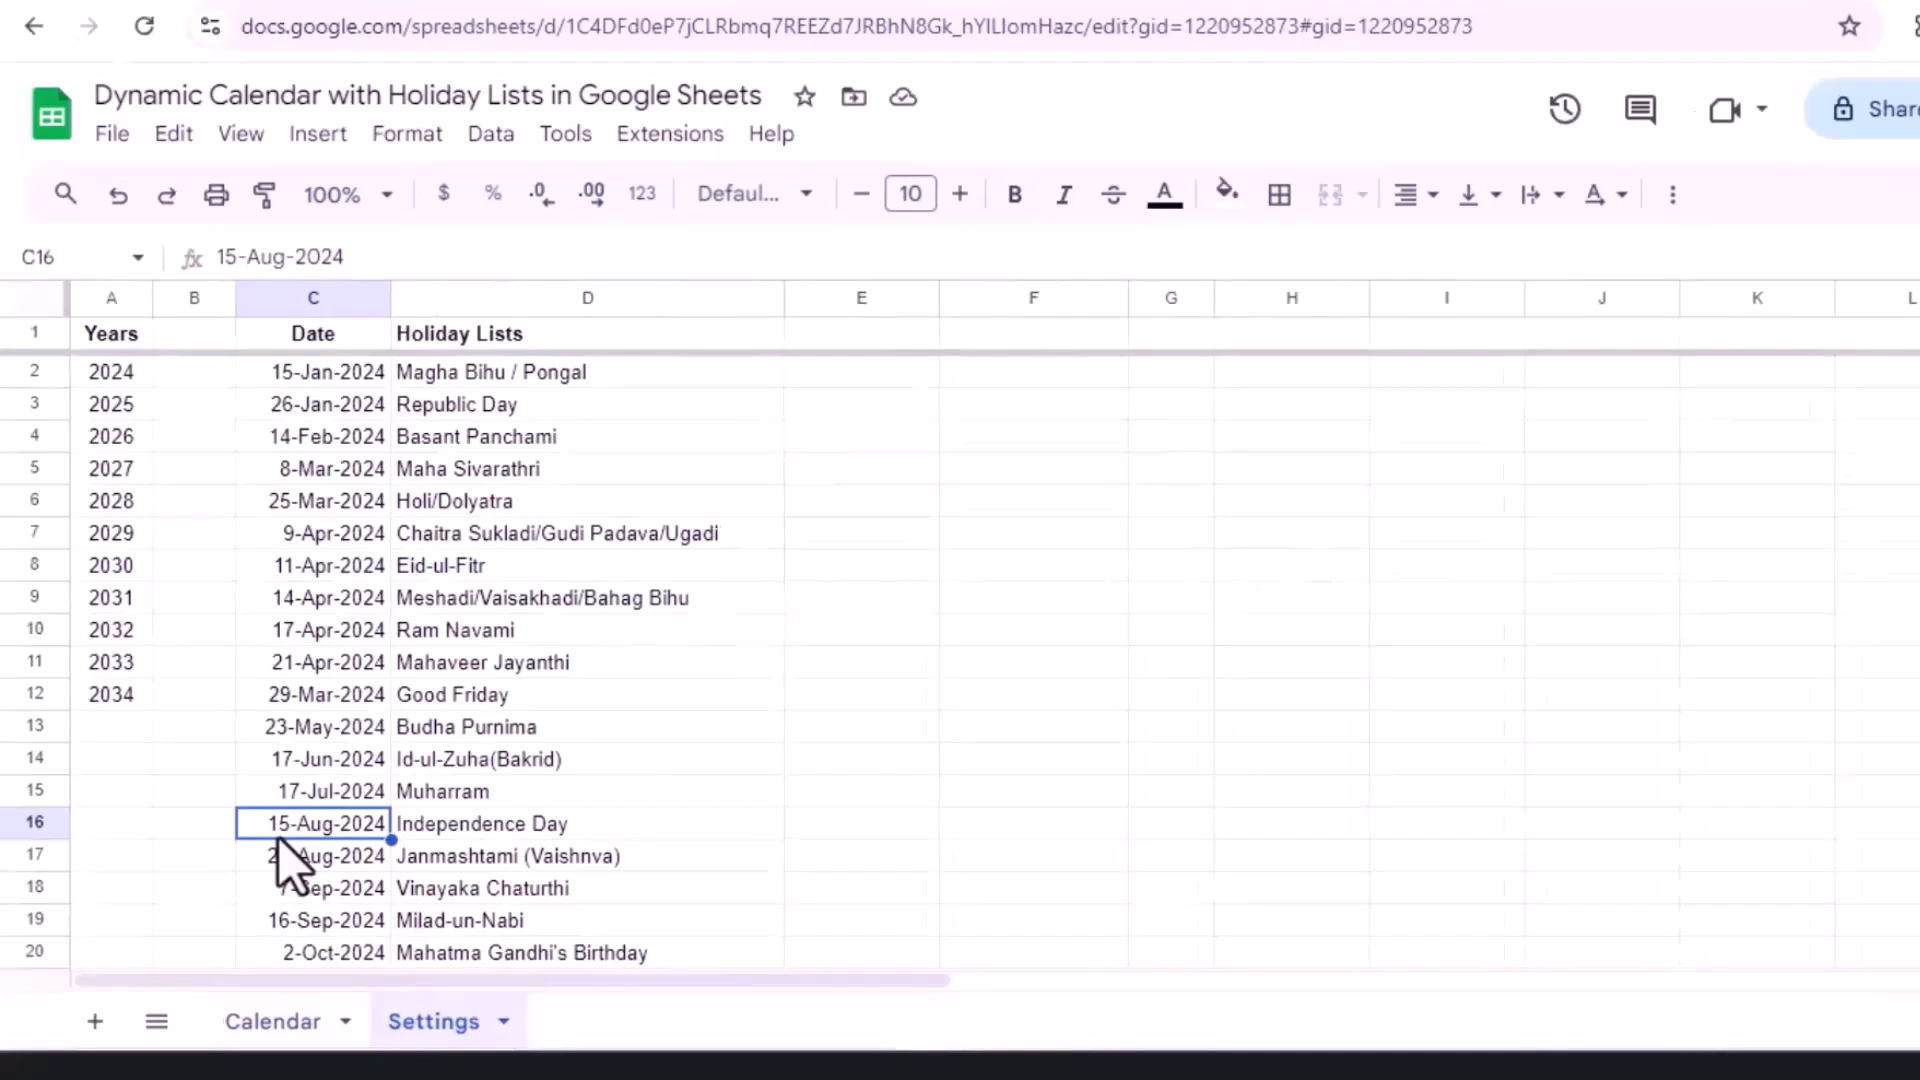 docs.google.com/spreadsheets/d/1C4DFd0eP7jCLRbmq7REEZd7JRBhN8Gk_hYILIomHazc/edit?gid=1220952873#gid=1220952873
Dynamic Calendar with Holiday Lists in Google Sheets
File Edit View Insert Format Data Tools Extensions Help
100% $ % .0 .00 123 Defaul... 10 B I A
C16 fx 15-Aug-2024
A B C D E F G H I J K L
1 Years Date Holiday Lists
2 2024 15-Jan-2024 Magha Bihu / Pongal
3 2025 26-Jan-2024 Republic Day
4 2026 14-Feb-2024 Basant Panchami
5 2027 8-Mar-2024 Maha Sivarathri
6 2028 25-Mar-2024 Holi/Dolyatra
7 2029 9-Apr-2024 Chaitra Sukladi/Gudi Padava/Ugadi
8 2030 11-Apr-2024 Eid-ul-Fitr
9 2031 14-Apr-2024 Meshadi/Vaisakhadi/Bahag Bihu
10 2032 17-Apr-2024 Ram Navami
11 2033 21-Apr-2024 Mahaveer Jayanthi
12 2034 29-Mar-2024 Good Friday
13 23-May-2024 Budha Purnima
14 17-Jun-2024 Id-ul-Zuha(Bakrid)
15 17-Jul-2024 Muharram
16 15-Aug-2024 Independence Day
17 Aug-2024 Janmashtami (Vaishnva)
18 7-Sep-2024 Vinayaka Chaturthi
19 16-Sep-2024 Milad-un-Nabi
20 2-Oct-2024 Mahatma Gandhi's Birthday
Calendar Settings